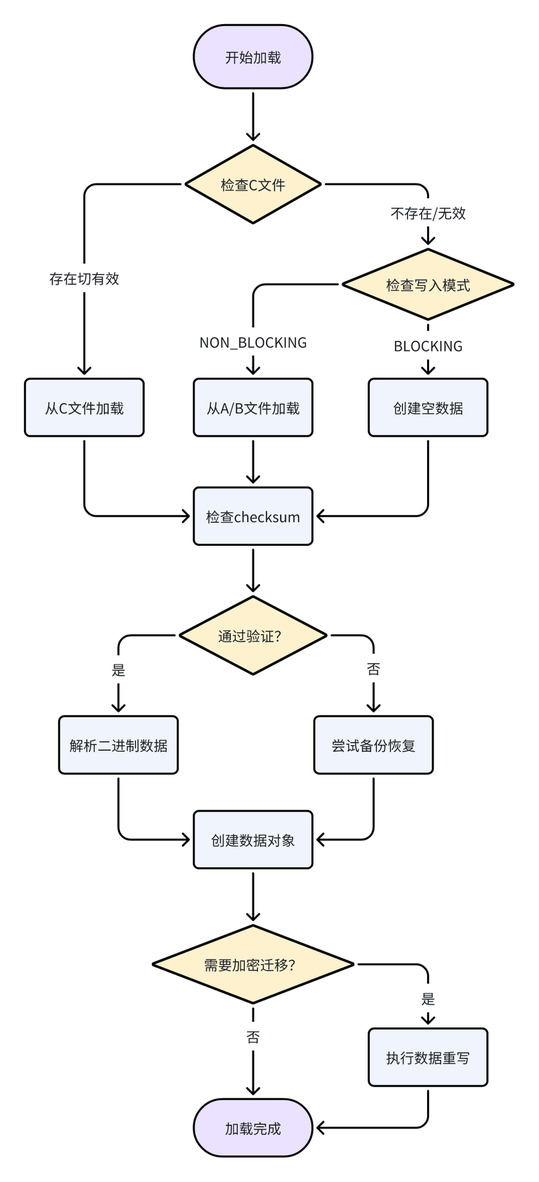 开始加载
检查C文件
不存在/无效
存在切有效
检查写入模式
NON_BLOCKING
BLOCKING
从C文件加载
从A/B文件加载
创建空数据
检查checksum
通过验证?
是
否
解析二进制数据
尝试备份恢复
创建数据对象
需要加密迁移?
是
否
执行数据重写
加载完成